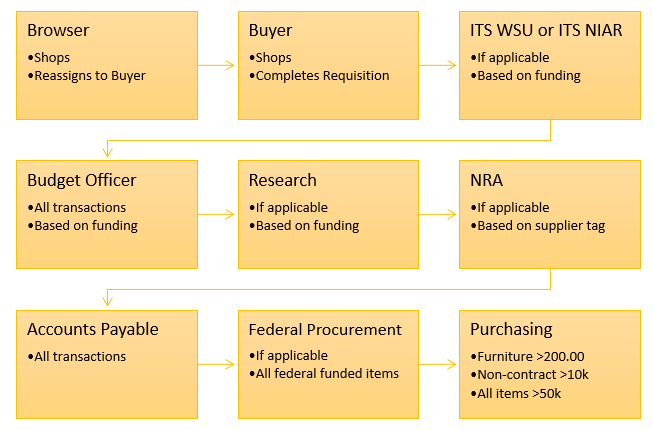 Browser
•Shops
•Reassigns to Buyer
Buyer
•Shops
•Completes Requisition
ITS WSU or ITS NIAR
•If applicable
•Based on funding
Budget Officer
•All transactions
•Based on funding
Research
•If applicable
•Based on funding
NRA
•If applicable
•Based on supplier tag
Accounts Payable
•All transactions
Federal Procurement
•If applicable
•All federal funded items
Purchasing
•Furniture >200.00
•Non-contract >10k
•All items >50k